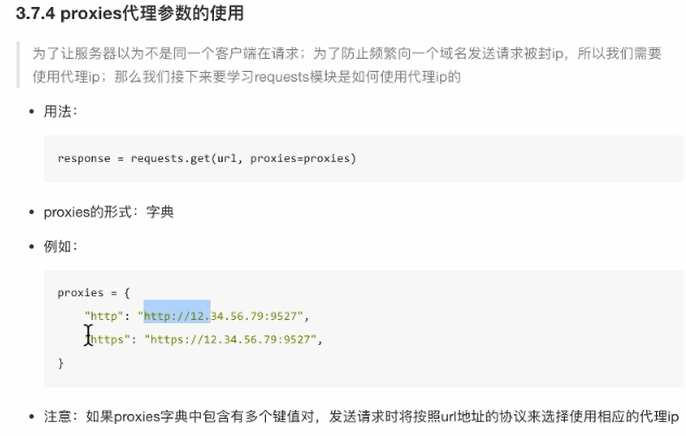 3.7.4 proxies代理参数的使用
为了让服务器以为不是同一个客户端在请求；为了防止频繁向一个域名发送请求被封ip，所以我们需要
使用代理ip；那么我们接下来要学习requests模块是如何使用代理ip的
• 用法：
response = requests.get(url, proxies=proxies)
• proxies的形式：字典
• 例如：
proxies = {
"http": "http://12.34.56.79:9527",
"https": "https://12.34.56.79:9527",
}
• 注意：如果proxies字典中包含有多个键值对，发送请求时将按照url地址的协议来选择使用相应的代理ip